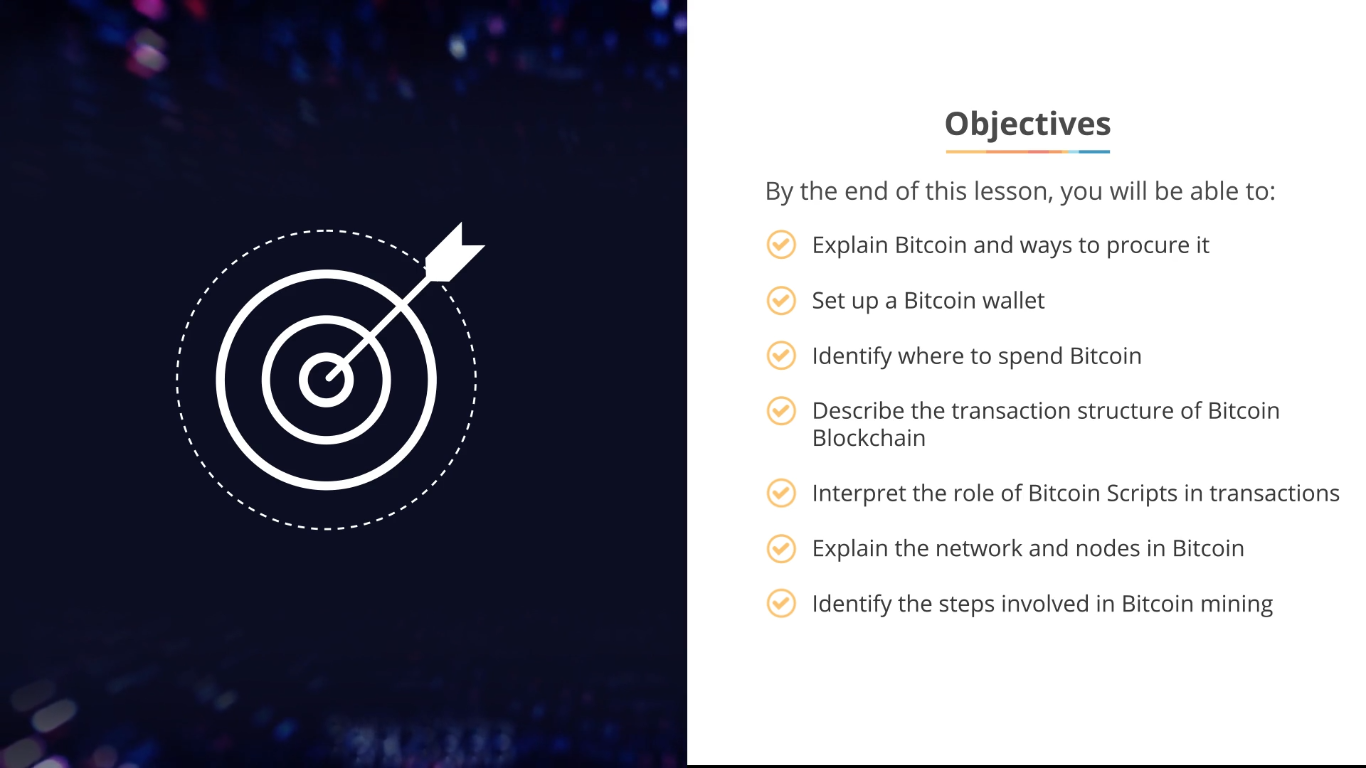 Objectives
By the end of this lesson, you will be able to:
Explain Bitcoin and ways to procure it
Set up a Bitcoin wallet
Identify where to spend Bitcoin
Describe the transaction structure of Bitcoin
Blockchain
Interpret the role of Bitcoin Scripts in transactions
Explain the network and nodes in Bitcoin
Identify the steps involved in Bitcoin mining